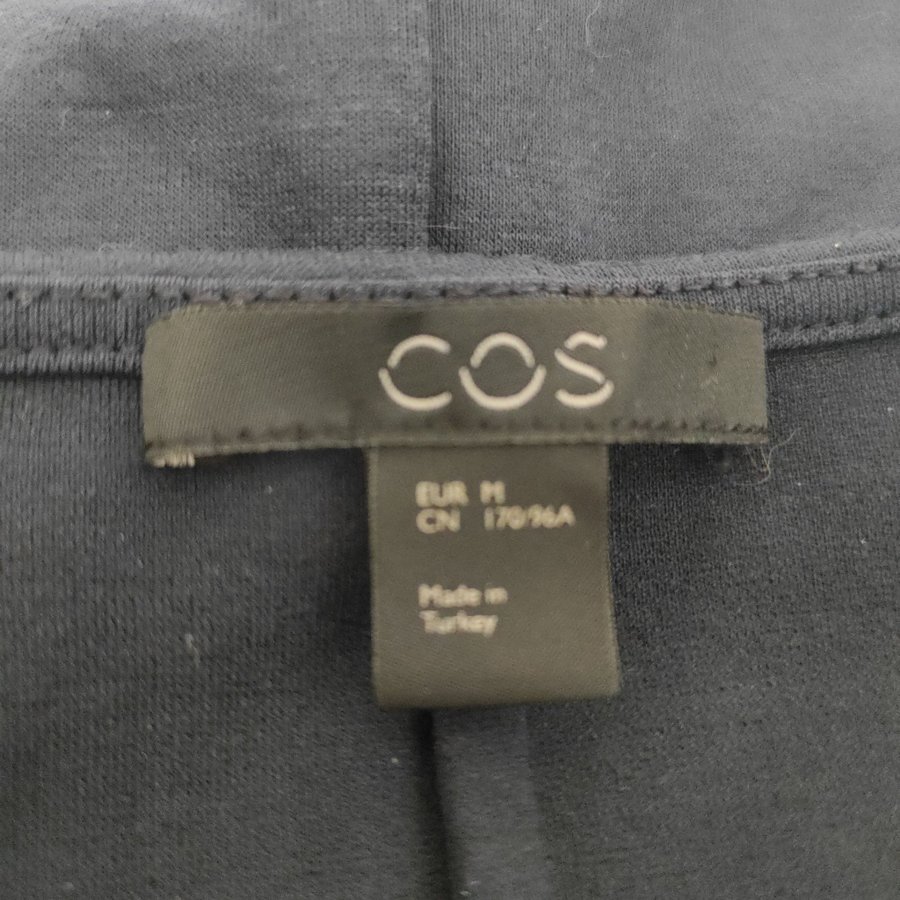 COS
EUR M
CN 170/96A
Made in
Turkey